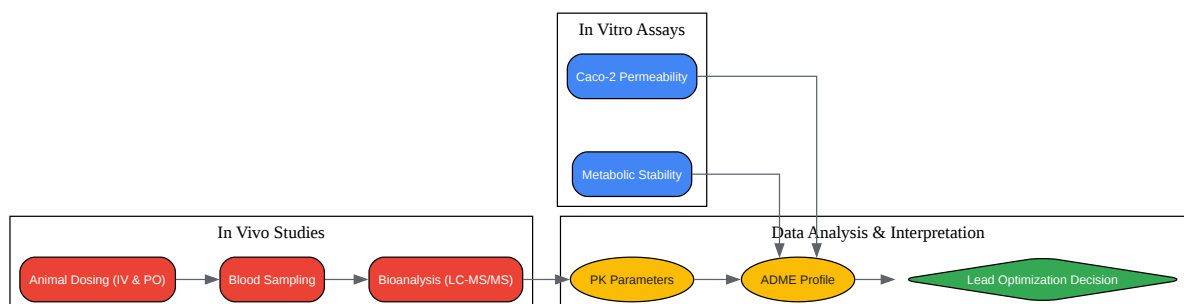 In Vitro Assays
Caco-2 Permeability
Metabolic Stability
In Vivo Studies
Animal Dosing (IV & PO)
Blood Sampling
Bioanalysis (LC-MS/MS)
Data Analysis & Interpretation
PK Parameters
ADME Profile
Lead Optimization Decision